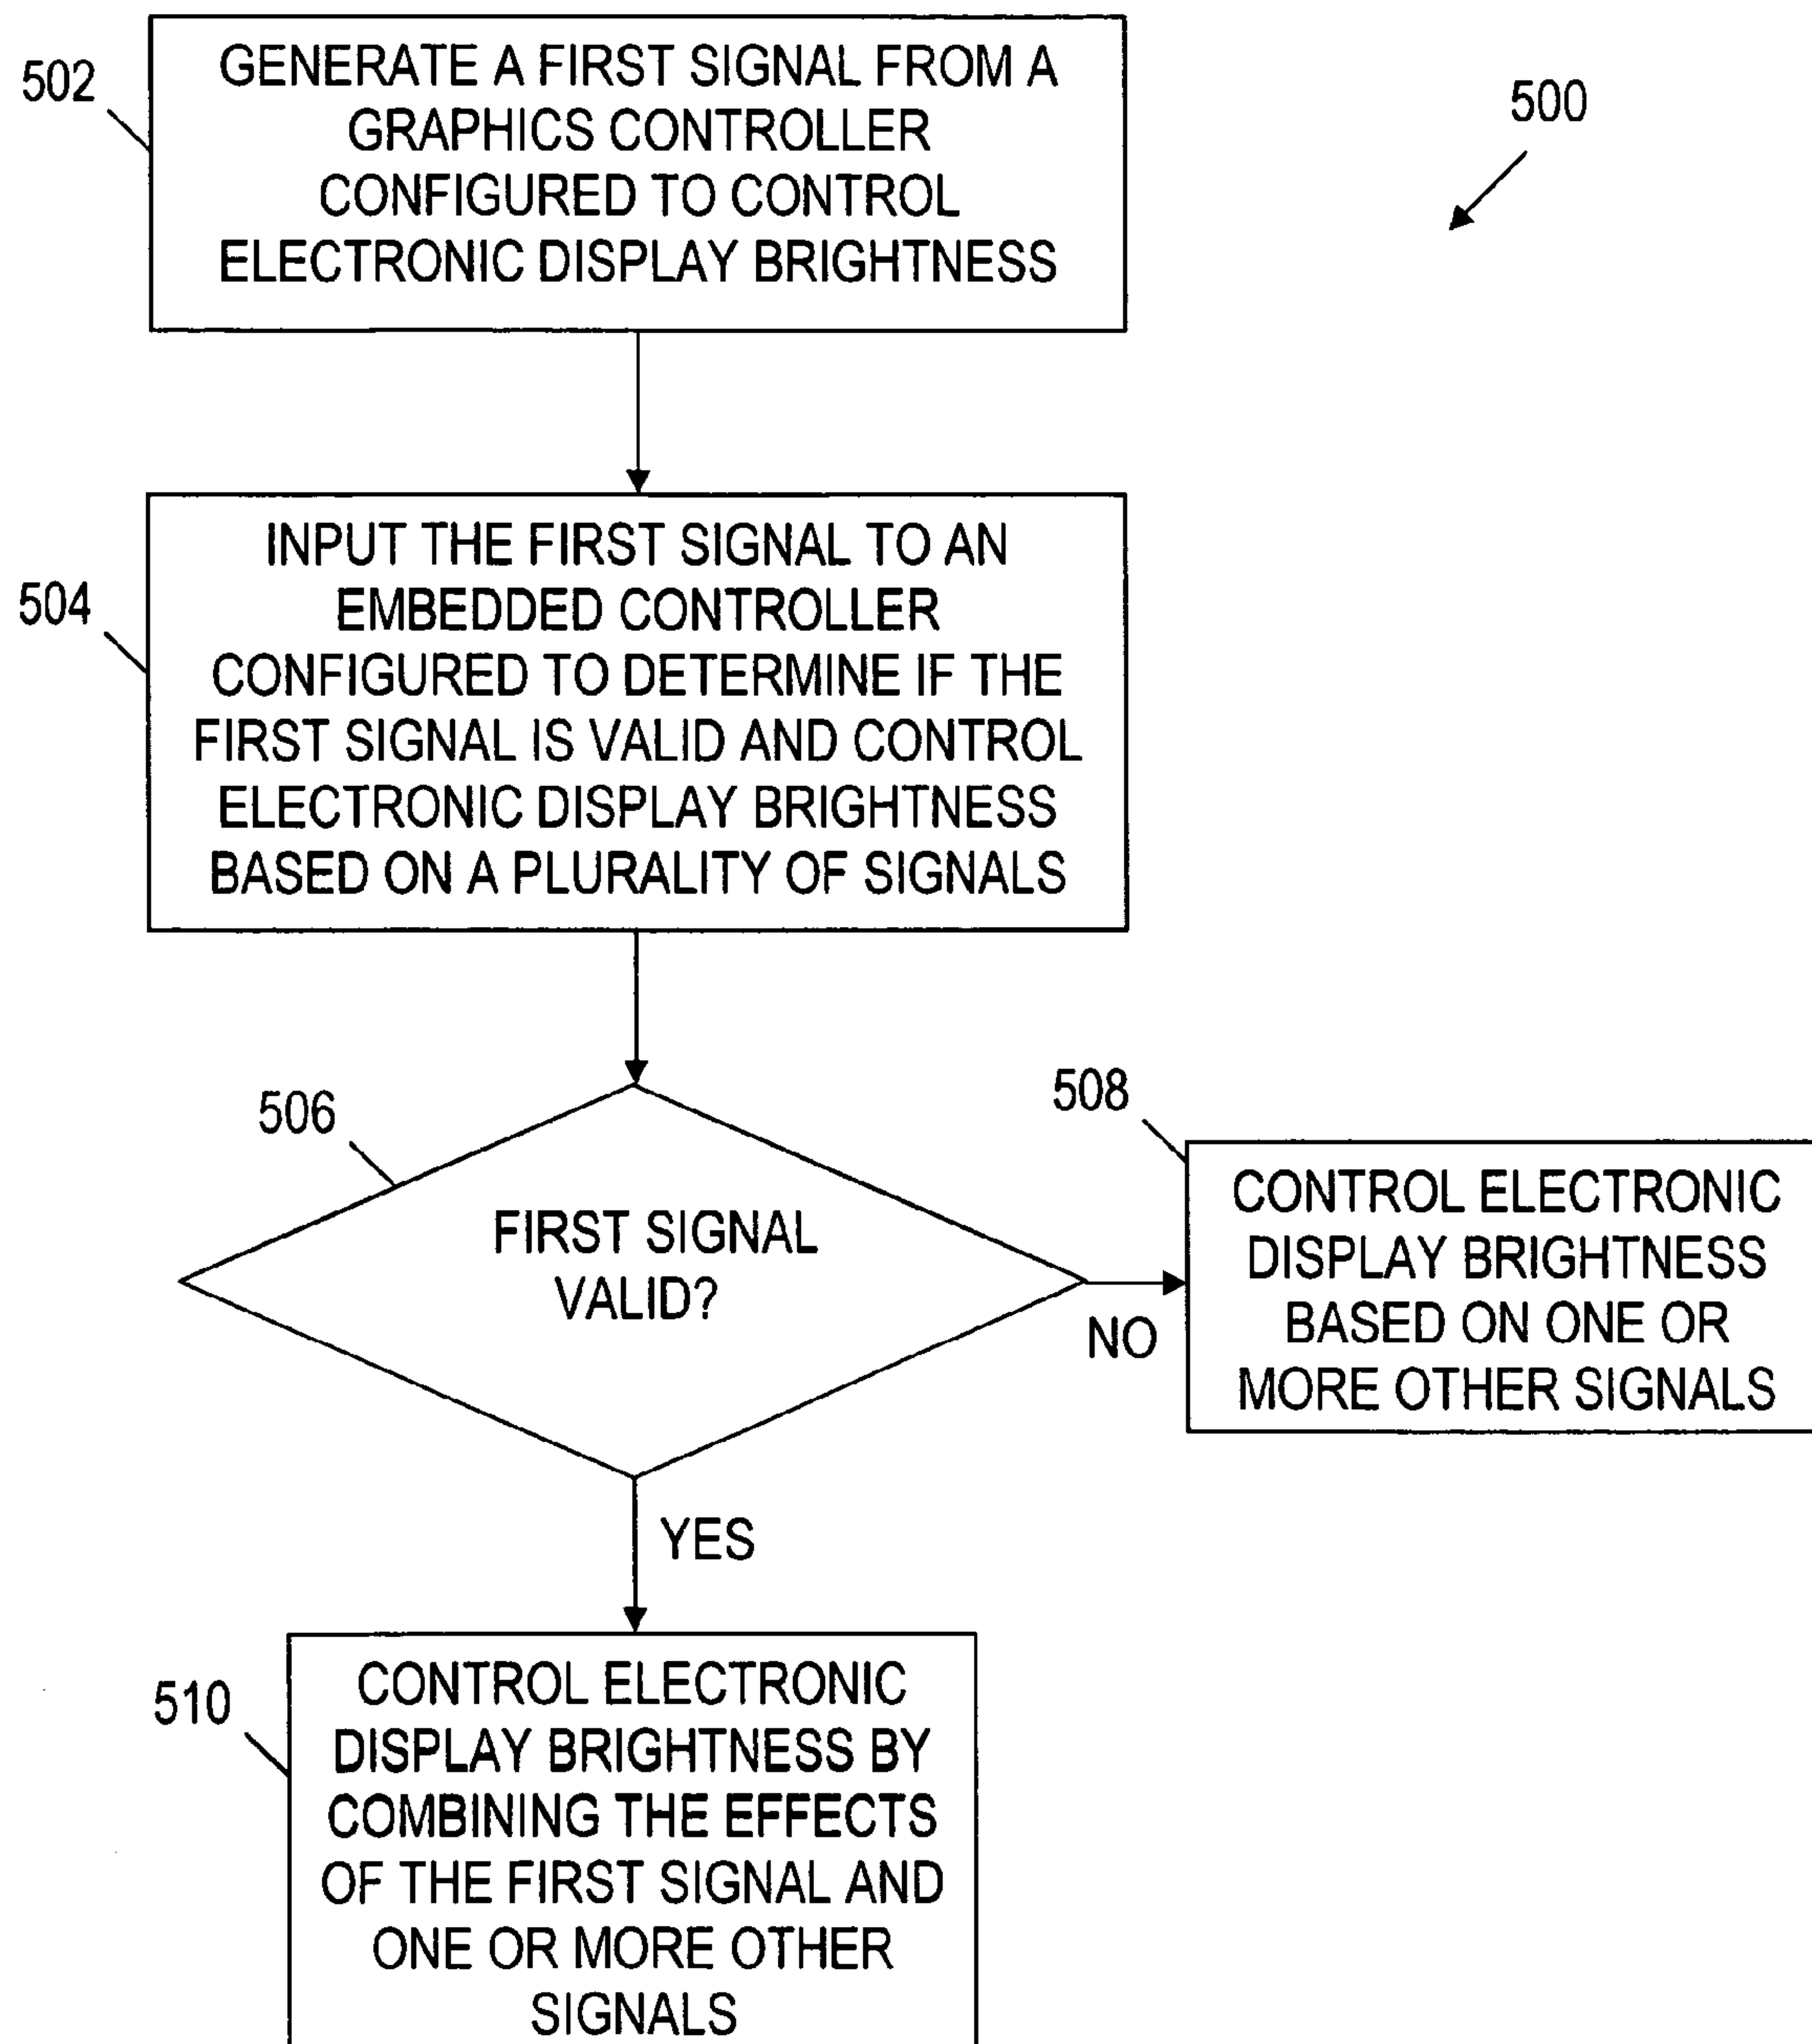 502
GENERATE A FIRST SIGNAL FROM A
GRAPHICS CONTROLLER
CONFIGURED TO CONTROL
ELECTRONIC DISPLAY BRIGHTNESS
500
504
INPUT THE FIRST SIGNAL TO AN
EMBEDDED CONTROLLER
CONFIGURED TO DETERMINE IF THE
FIRST SIGNAL IS VALID AND CONTROL
ELECTRONIC DISPLAY BRIGHTNESS
BASED ON A PLURALITY OF SIGNALS
506
FIRST SIGNAL
VALID?
NO
508
CONTROL ELECTRONIC
DISPLAY BRIGHTNESS
BASED ON ONE OR
MORE OTHER SIGNALS
YES
510
CONTROL ELECTRONIC
DISPLAY BRIGHTNESS BY
COMBINING THE EFFECTS
OF THE FIRST SIGNAL AND
ONE OR MORE OTHER
SIGNALS